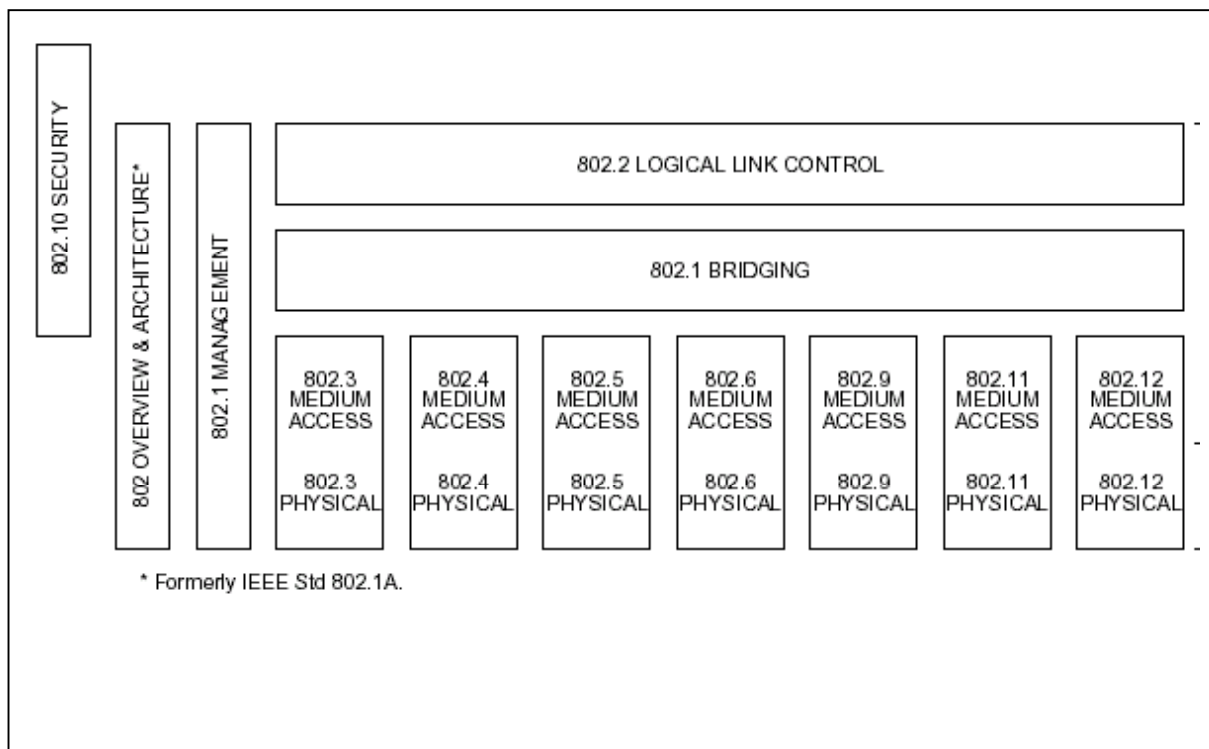 802.10 SECURITY
802 OVERVIEW & ARCHITECTURE*
802.1 MANAGEMENT
802.2 LOGICAL LINK CONTROL
802.1 BRIDGING
802.3
MEDIUM
ACCESS
802.3
PHYSICAL
802.4
MEDIUM
ACCESS
802.4
PHYSICAL
802.5
MEDIUM
ACCESS
802.5
PHYSICAL
802.6
MEDIUM
ACCESS
802.6
PHYSICAL
802.9
MEDIUM
ACCESS
802.9
PHYSICAL
802.11
MEDIUM
ACCESS
802.11
PHYSICAL
802.12
MEDIUM
ACCESS
802.12
PHYSICAL
* Formerly IEEE Std 802.1A.